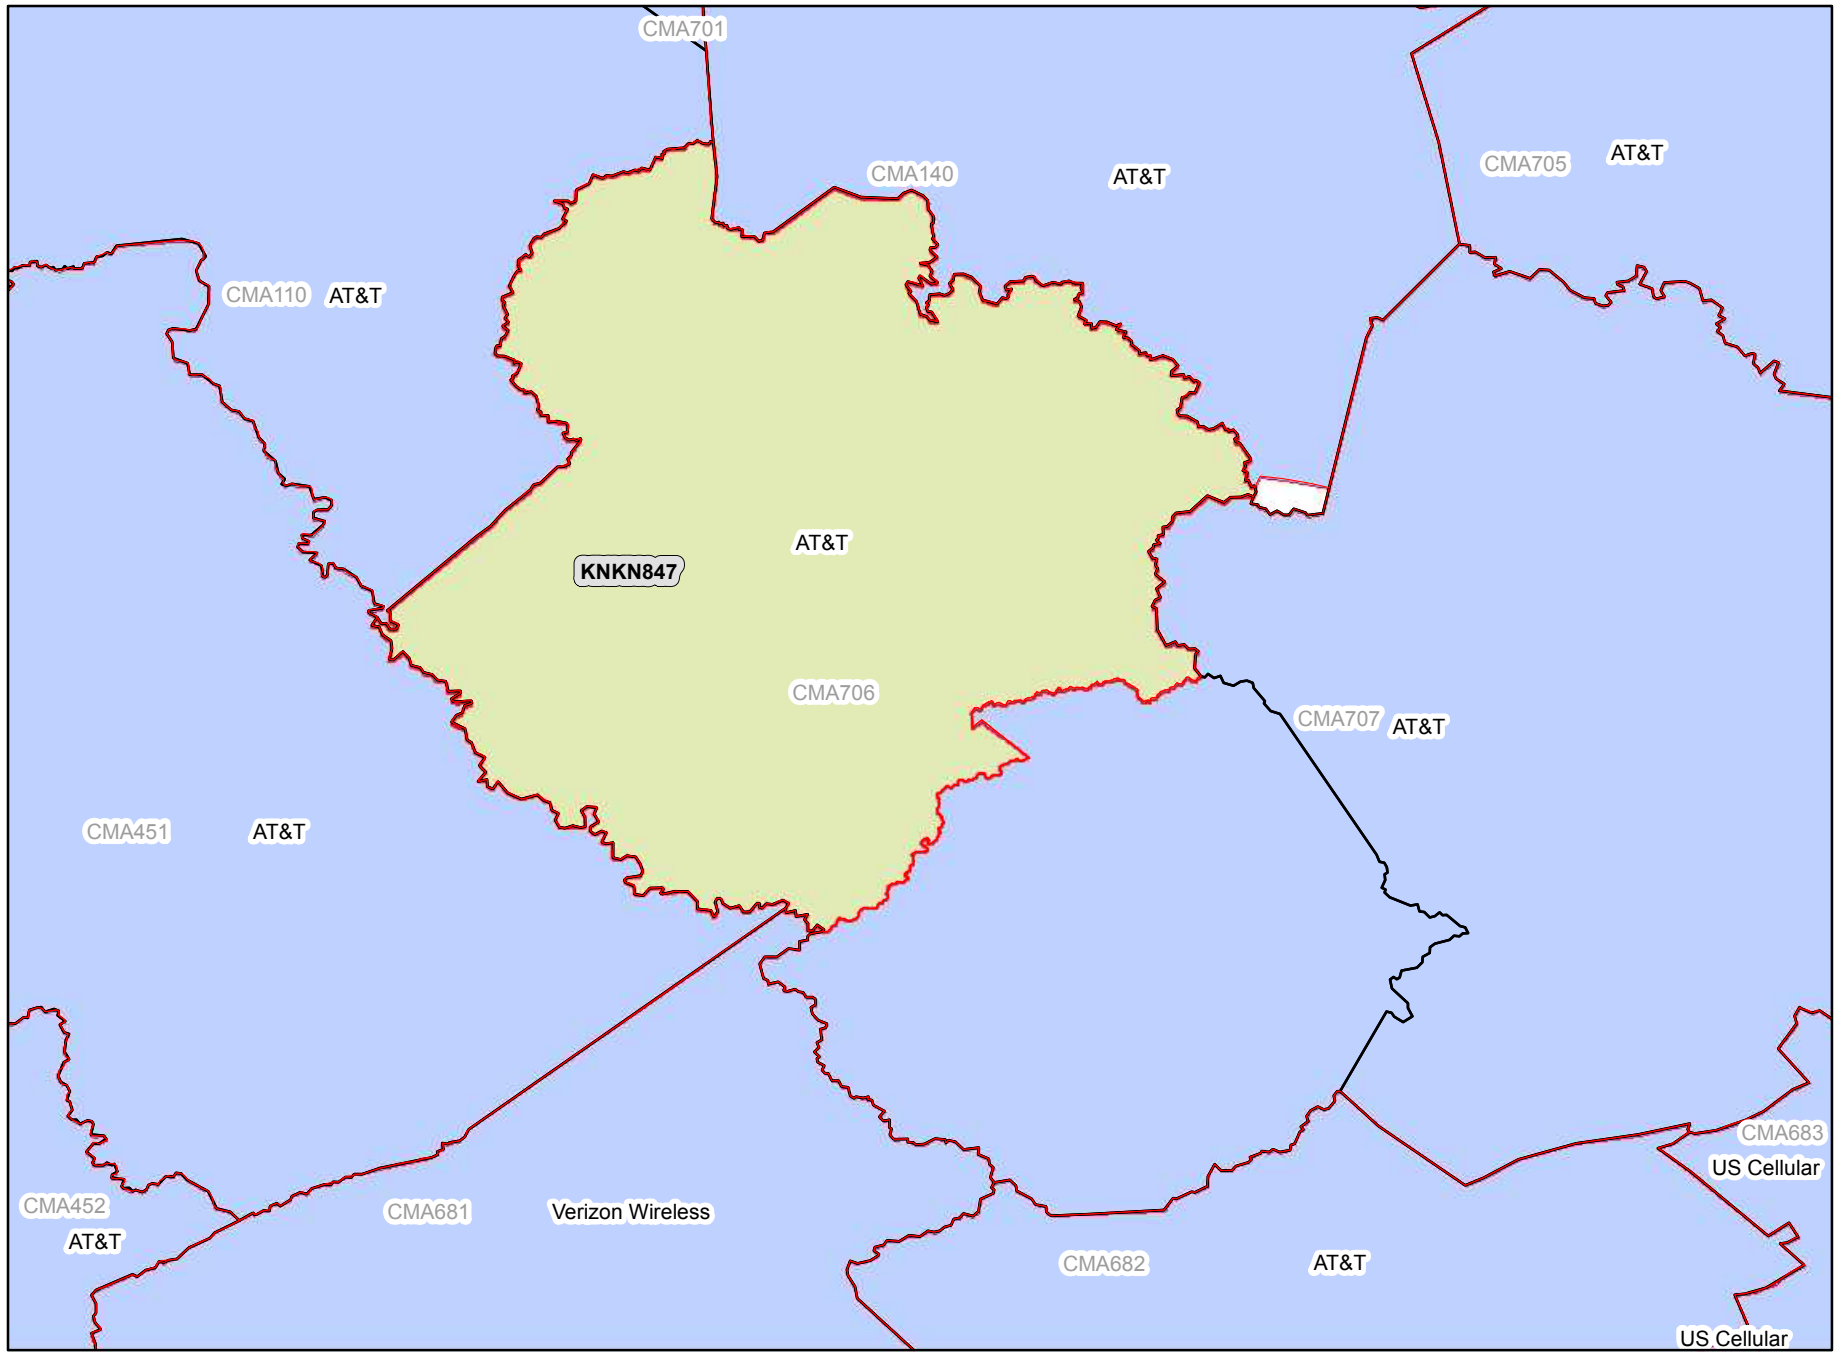 CMA701
CMA140
AT&T
CMA705
AT&T
CMA110
AT&T
AT&T
KNKN847
CMA706
CMA707
AT&T
CMA451
AT&T
CMA683
US Cellular
CMA452
AT&T
CMA681
Verizon Wireless
CMA682
AT&T
US Cellular